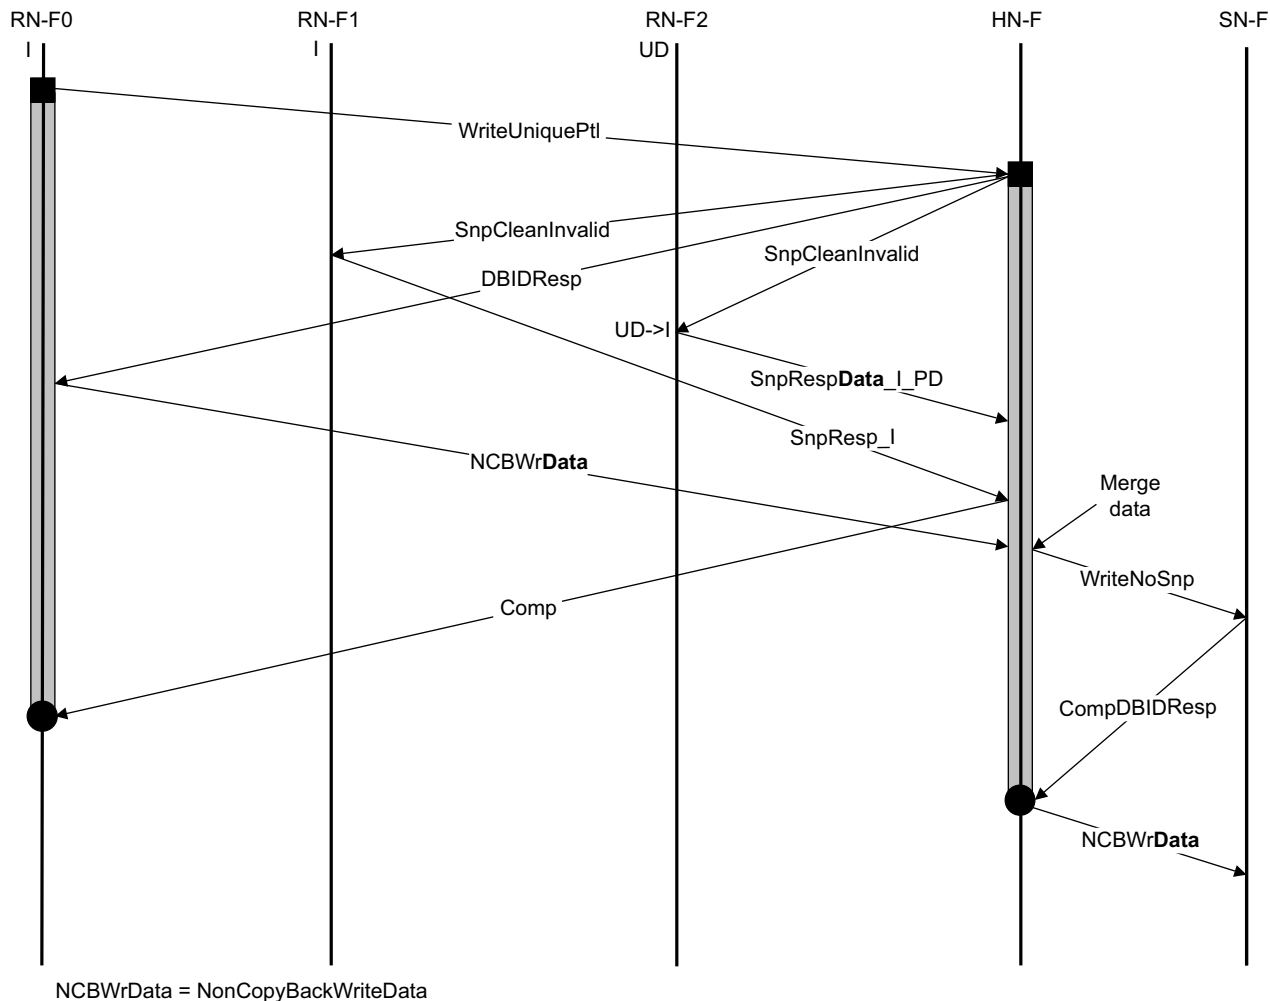 RN-F0
RN-F1
RN-F2
HN-F
SN-F
I
I
UD
WriteUniquePtl
SnpCleanInvalid
SnpCleanInvalid
DBIDResp
UD->I
SnpRespData_I_PD
SnpResp_I
NCBWrData
Merge
data
WriteNoSnp
Comp
CompDBIDResp
NCBWrData
NCBWrData = NonCopyBackWriteData